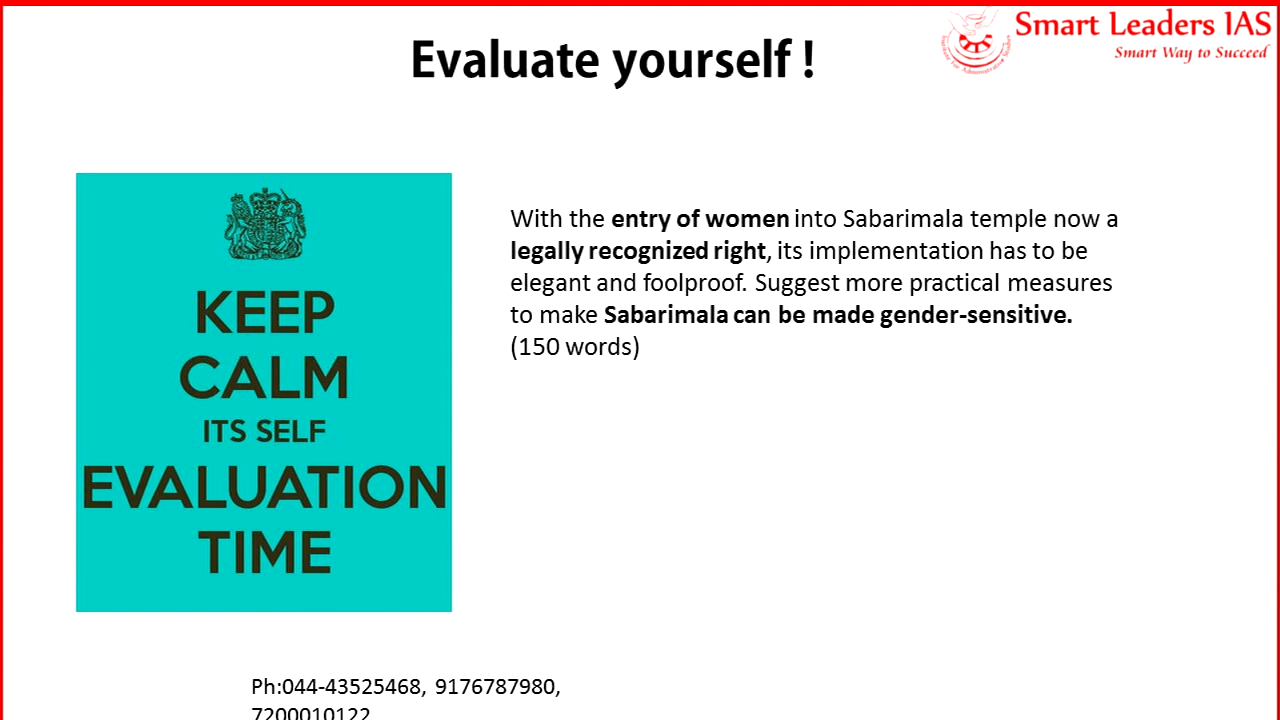 Smart Leaders IAS
Smart Way to Succeed
Evaluate yourself !
KEEP
CALM
ITS SELF
EVALUATION
TIME
With the entry of women into Sabarimala temple now a
legally recognized right, its implementation has to be
elegant and foolproof. Suggest more practical measures
to make Sabarimala can be made gender-sensitive.
(150 words)
Ph:044-43525468, 9176787980,
7200010122